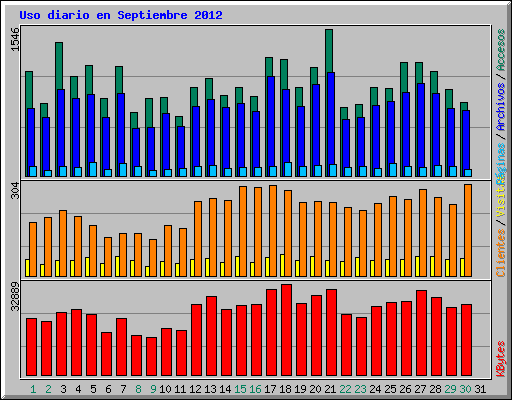 Uso diario en Septiembre 2012
1546
304
32889
Accesos
/ Archivos /
Páginas
Clientes / visitas
KBytes
1 2 3 4 5 6 7 8 9 10 11 12 13 14 15 16 17 18 19 20 21 22 23 24 25 26 27 28 29 30 31